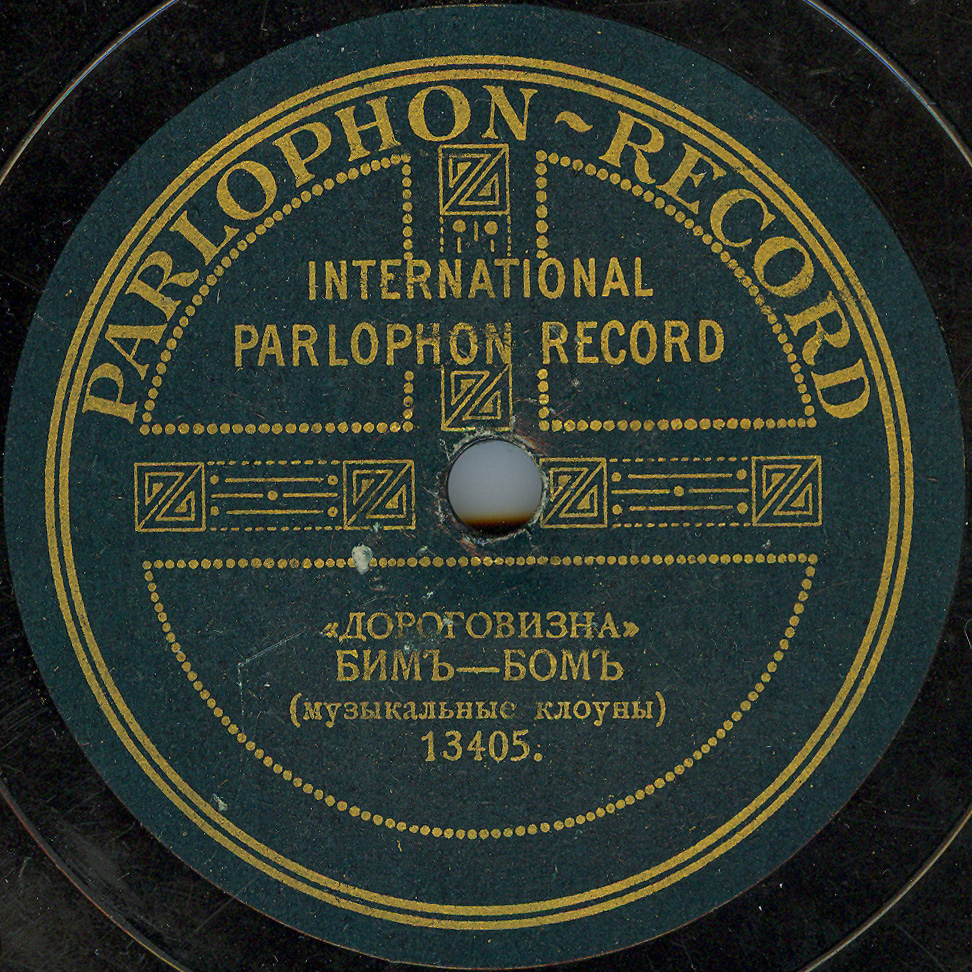 PARLOPHON~RECORD
INTERNATIONAL
PARLOPHON RECORD
«ДОРОГОВИЗНА»
БИМЪ—БОМЪ
(музыкальные клоуны)
13405.